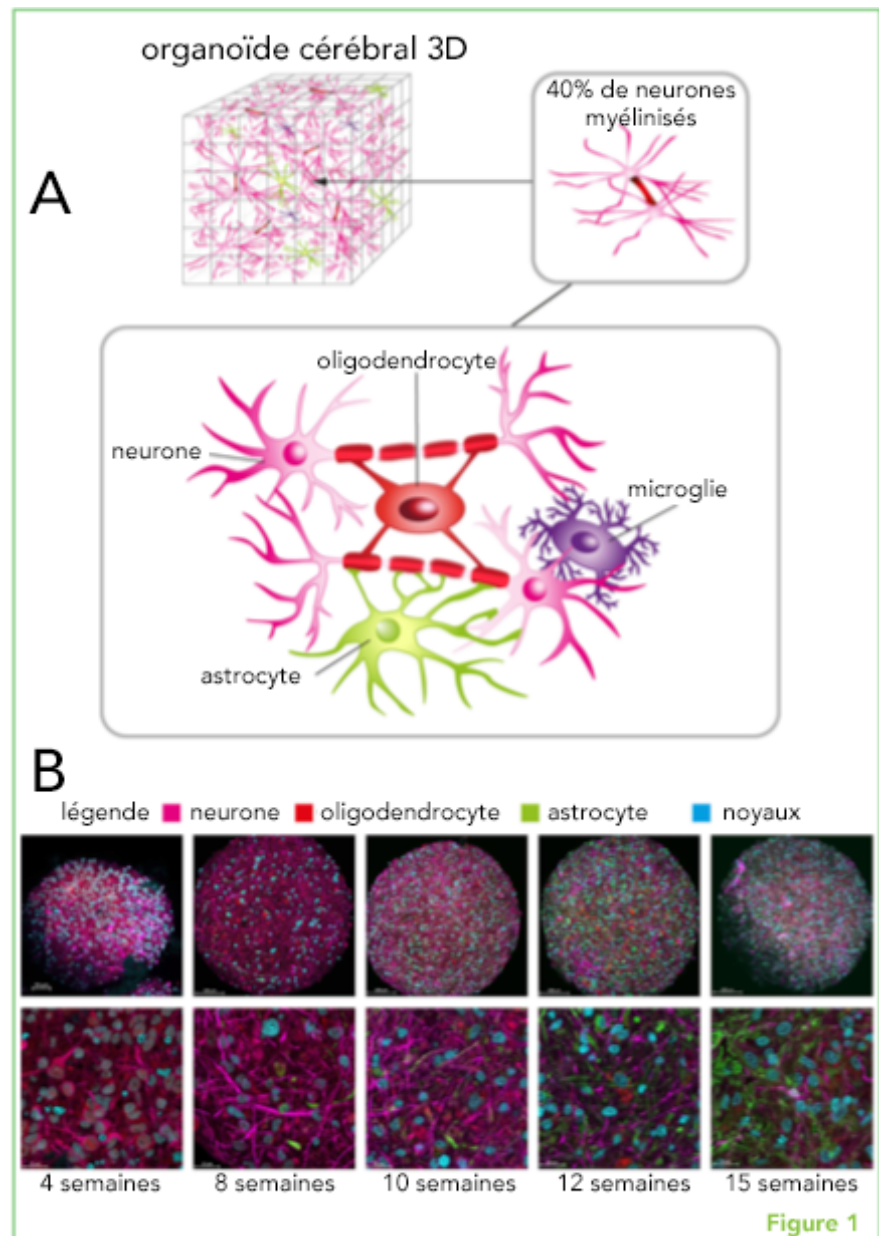 organoïde cérébral 3D
40% de neurones
myélinisés
A
oligodendrocyte
neurone
microglie
astrocyte
B
légende neurone oligodendrocyte astrocyte noyaux
4 semaines 8 semaines 10 semaines 12 semaines 15 semaines
Figure 1